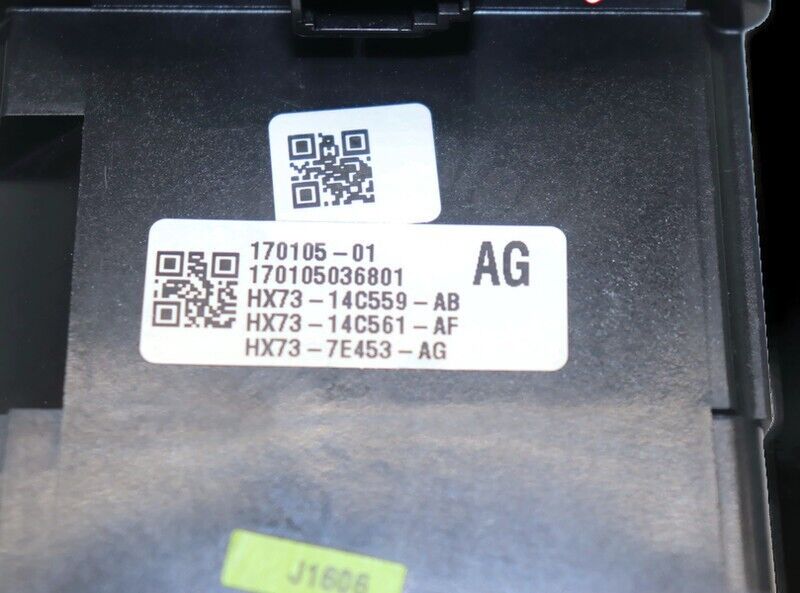 170105-01
AG
170105036801
HX73-14C559-AB
HX73-14C561-AF
HX73-7E453-AG
J1606